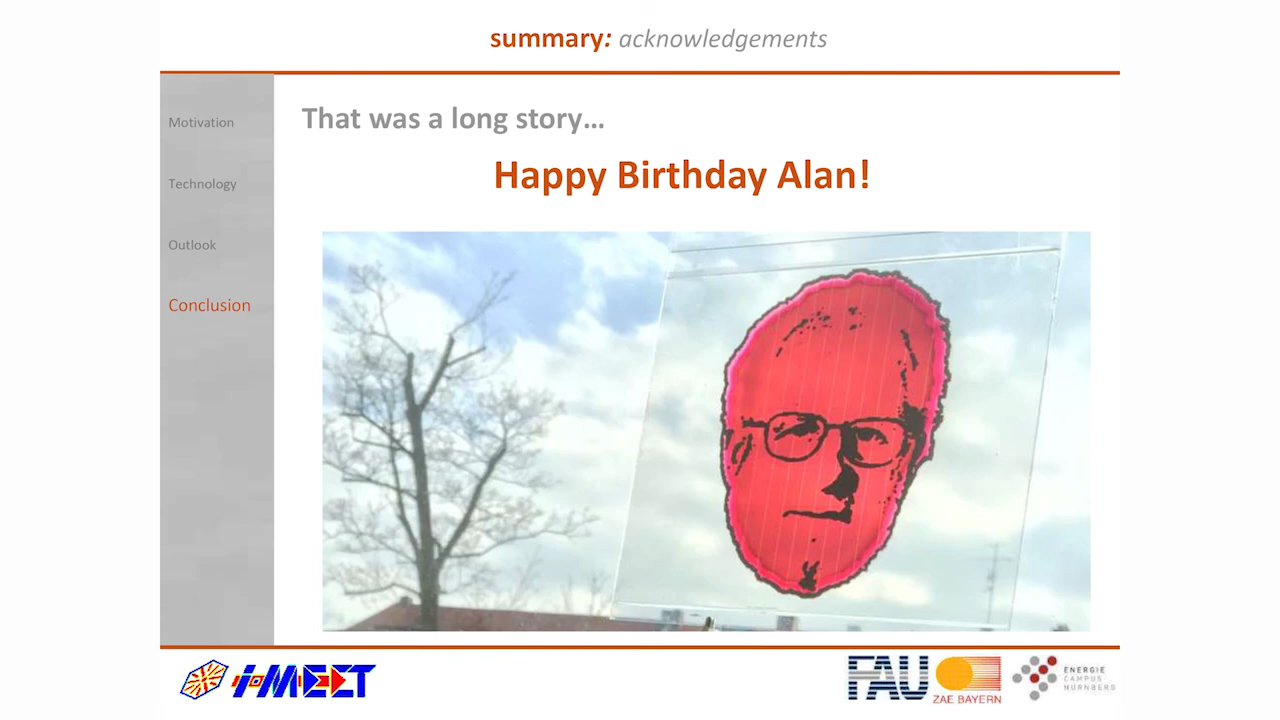 summary: acknowledgements
Motivation
Technology
Outlook
Conclusion
That was a long story…
Happy Birthday Alan!
i-MEET
FAU
ZAE BAYERN
ENERGIE
CAMPUS
NÜRNBERG